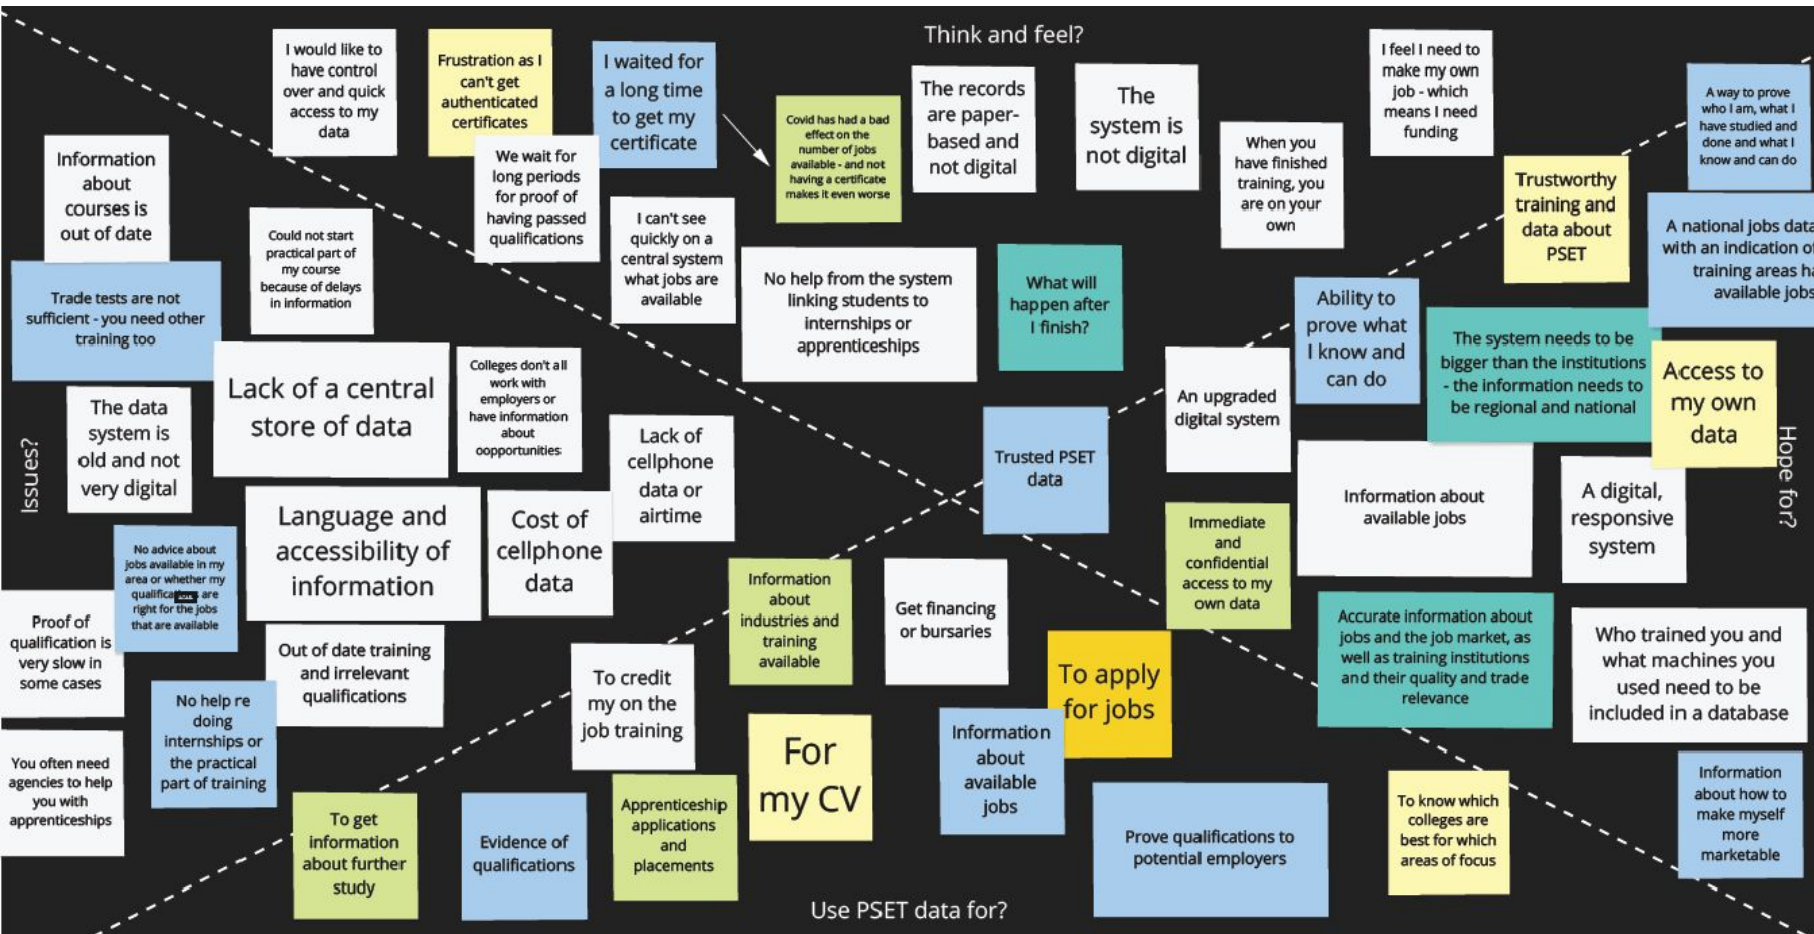 Think and feel?
I would like to
have control
over and quick
access to my
data
Frustration as I
can't get
authenticated
certificates
I waited for
a long time
to get my
certificate
Covid has had a bad
effect on the
number of jobs
available - and not
having a certificate
makes it even worse
The records
are paper-
based and
not digital
The
system is
not digital
When you
have finished
training, you
are on your
own
I feel I need to
make my own
job - which
means I need
funding
We wait for
long periods
for proof of
having passed
qualifications
I can't see
quickly on a
central system
what jobs are
available
No help from the system
linking students to
internships or
apprenticeships
What will
happen after
I finish?
Issues?
Information
about
courses is
out of date
Trade tests are not
sufficient - you need other
training too
Could not start
practical part of
my course
because of delays
in information
Lack of a central
store of data
Colleges don't all
work with
employers or
have information
about
oopportunities
The data
system is
old and not
very digital
Lack of
cellphone
data or
airtime
Language and
accessibility of
information
Cost of
cellphone
data
No advice about
jobs available in my
area or whether my
are
right for the jobs
that are available
Proof of
qualification is
very slow in
some cases
Out of date training
and irrelevant
qualifications
No help re
doing
internships or
the practical
part of training
You often need
agencies to help
you with
apprenticeships
Hope for?
A way to prove
who I am, what I
have studied and
done and what I
know and can do
Trustworthy
training and
data about
PSET
A national jobs data
with an indication of
training areas
available jobs
Ability to
prove what
I know and
can do
The system needs to be
bigger than the institutions
- the information needs to
be regional and national
Access to
my own
data
An upgraded
digital system
Trusted PSET
data
Information about
available jobs
A digital,
responsive
system
Immediate
and
confidential
access to my
own data
Accurate information about
jobs and the job market, as
well as training institutions
and their quality and trade
relevance
Who trained you and
what machines you
used need to be
included in a database
Information
about how to
make myself
more
marketable
Use PSET data for?
Information
about
industries and
training
available
Get financing
or bursaries
To apply
for jobs
To credit
my on the
job training
For
my CV
Information
about
available
jobs
To get
information
about further
study
Evidence of
qualifications
Apprenticeship
applications
and
placements
Prove qualifications to
potential employers
To know which
colleges are
best for which
areas of focus